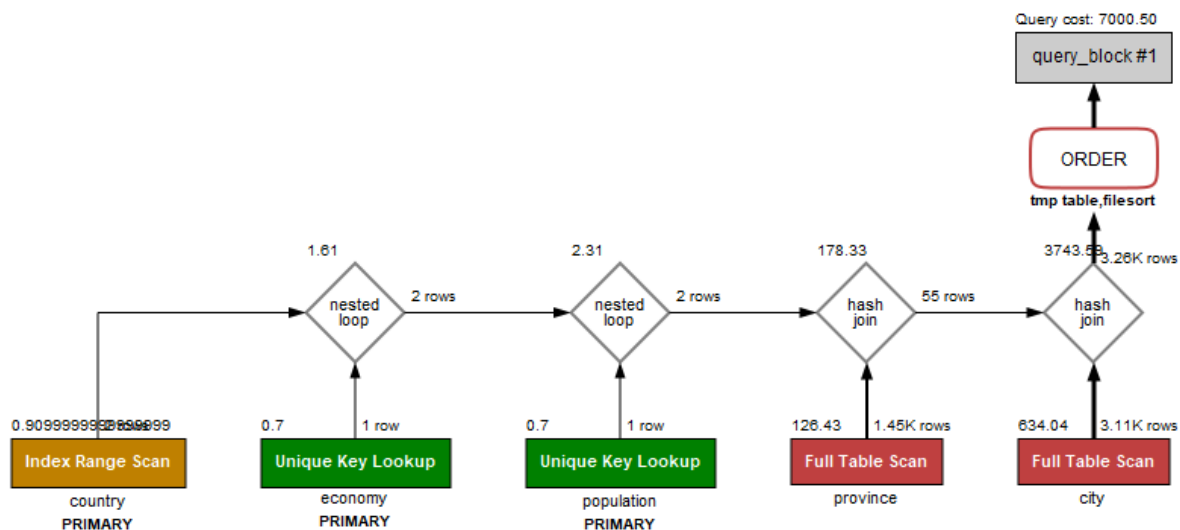 Query cost: 7000.50
query_block #1
ORDER
tmp table,filesort
1.61
2.31
178.33
3743.59
3.26K rows
nested
loop
2 rows
nested
loop
2 rows
hash
join
55 rows
hash
join
0.9099999999999999
2 rows
0.7
1 row
0.7
1 row
126.43
1.45K rows
634.04
3.11K rows
Index Range Scan
Unique Key Lookup
Unique Key Lookup
Full Table Scan
Full Table Scan
country
economy
population
province
city
PRIMARY
PRIMARY
PRIMARY